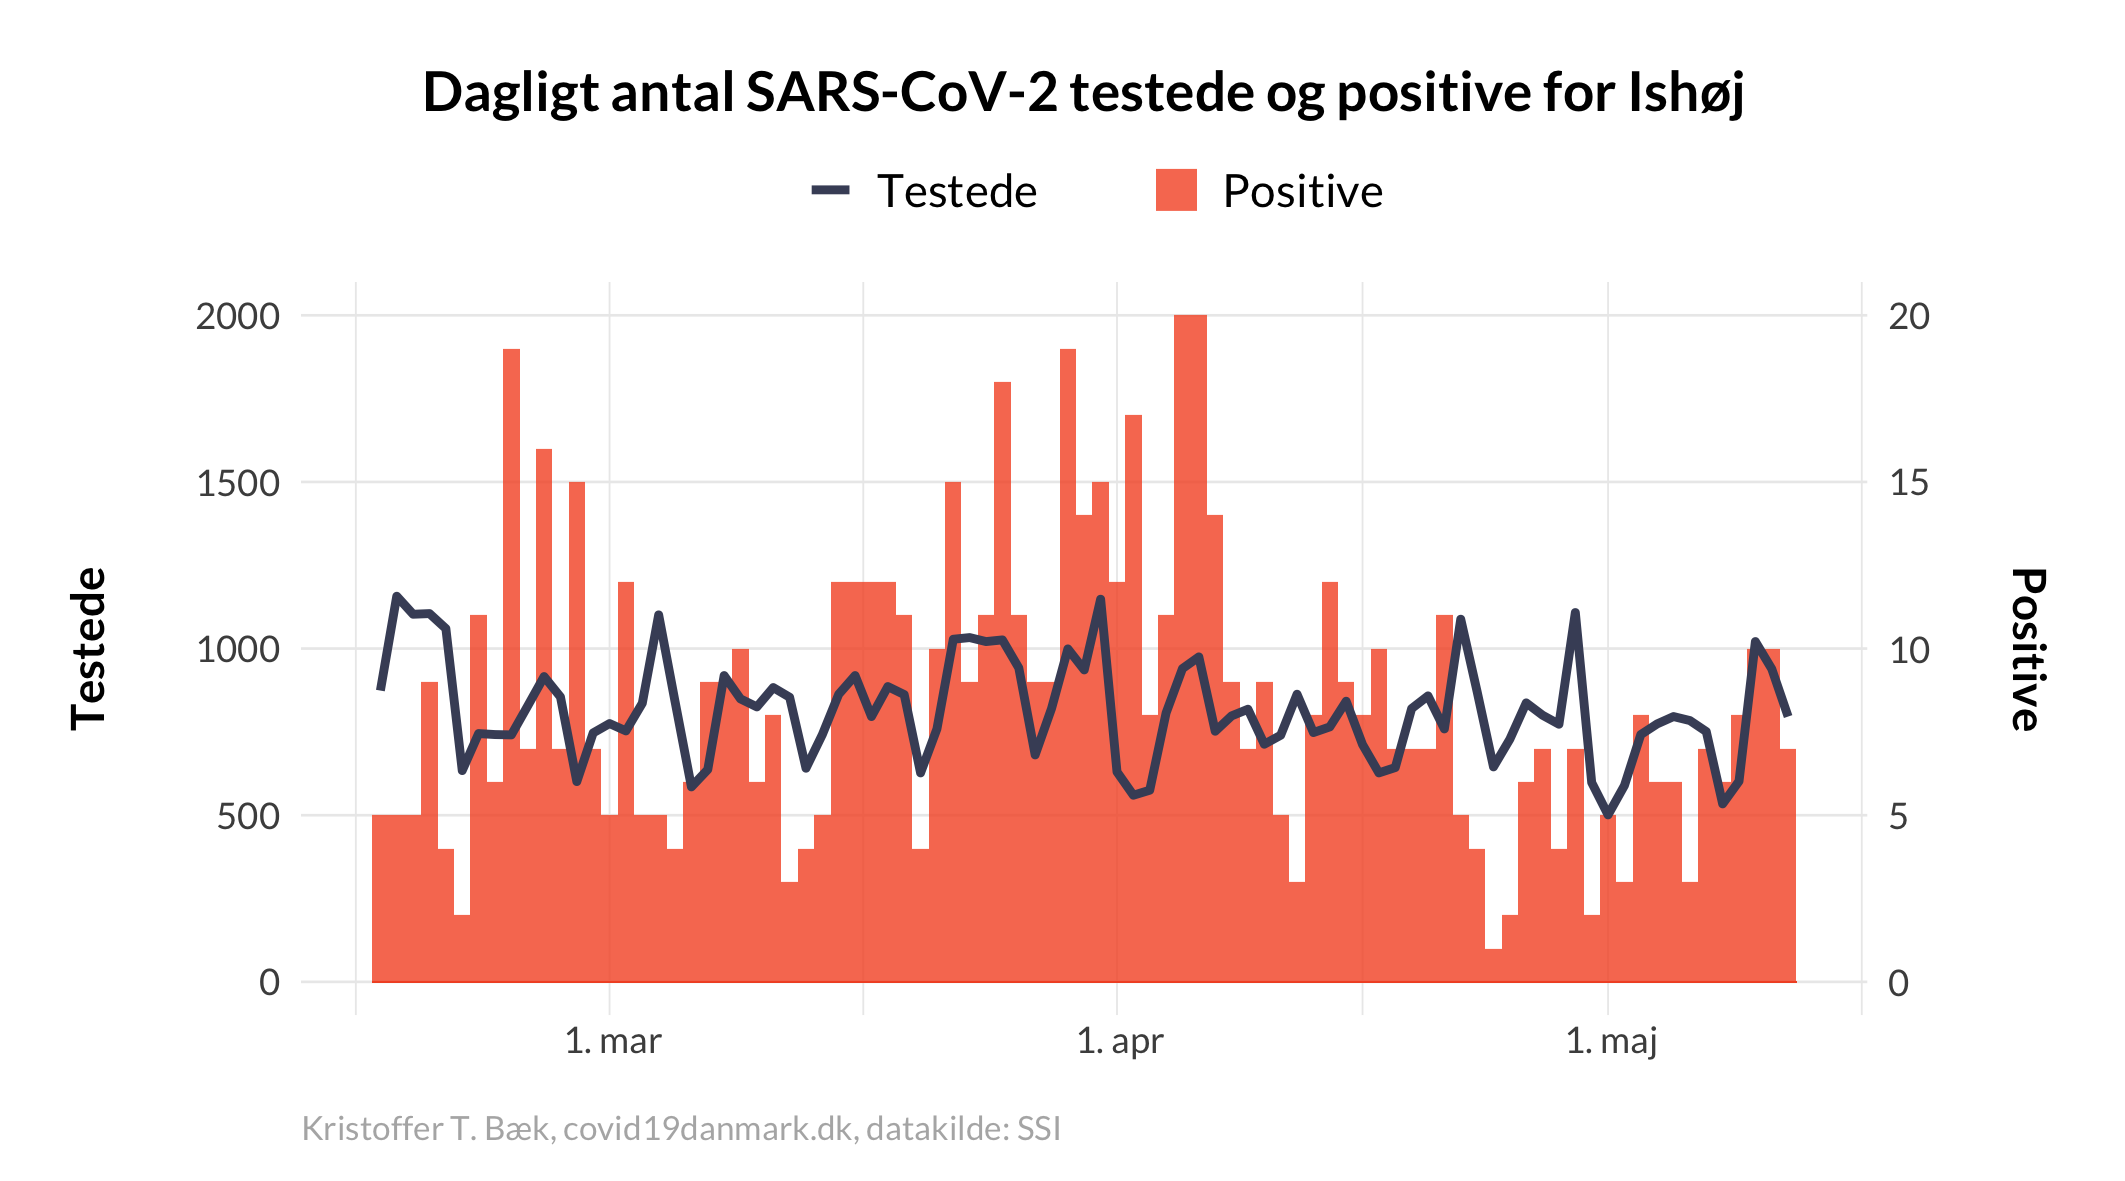 Dagligt antal SARS-CoV-2 testede og positive for Ishøj
Testede
Positive
2000
1500
1000
500
0
Testede
20
15
10
5
0
Positive
1. mar
1. apr
1. maj
Kristoffer T. Bæk, covid19danmark.dk, datakilde: SSI